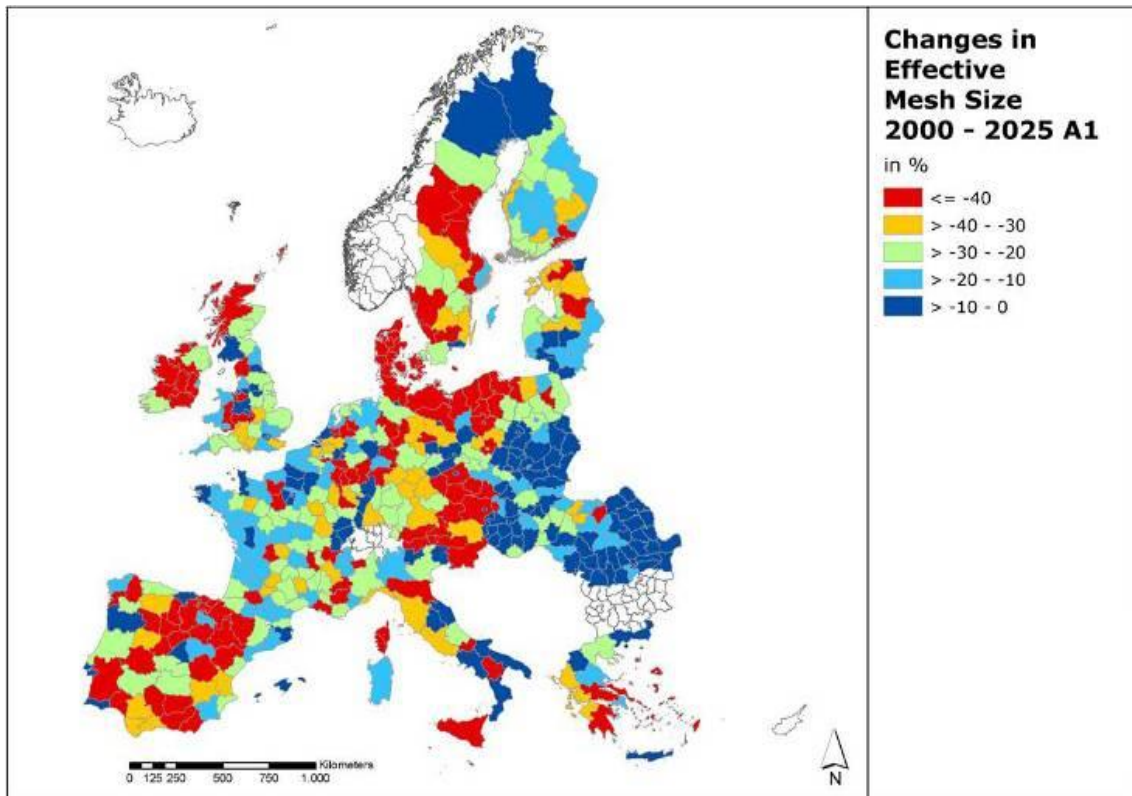 Changes in
Effective
Mesh Size
2000 - 2025 A1
in %
<= -40
> -40 - -30
> -30 - -20
> -20 - -10
> -10 - 0
Kilometers
0 125 250 500 750 1.000
N